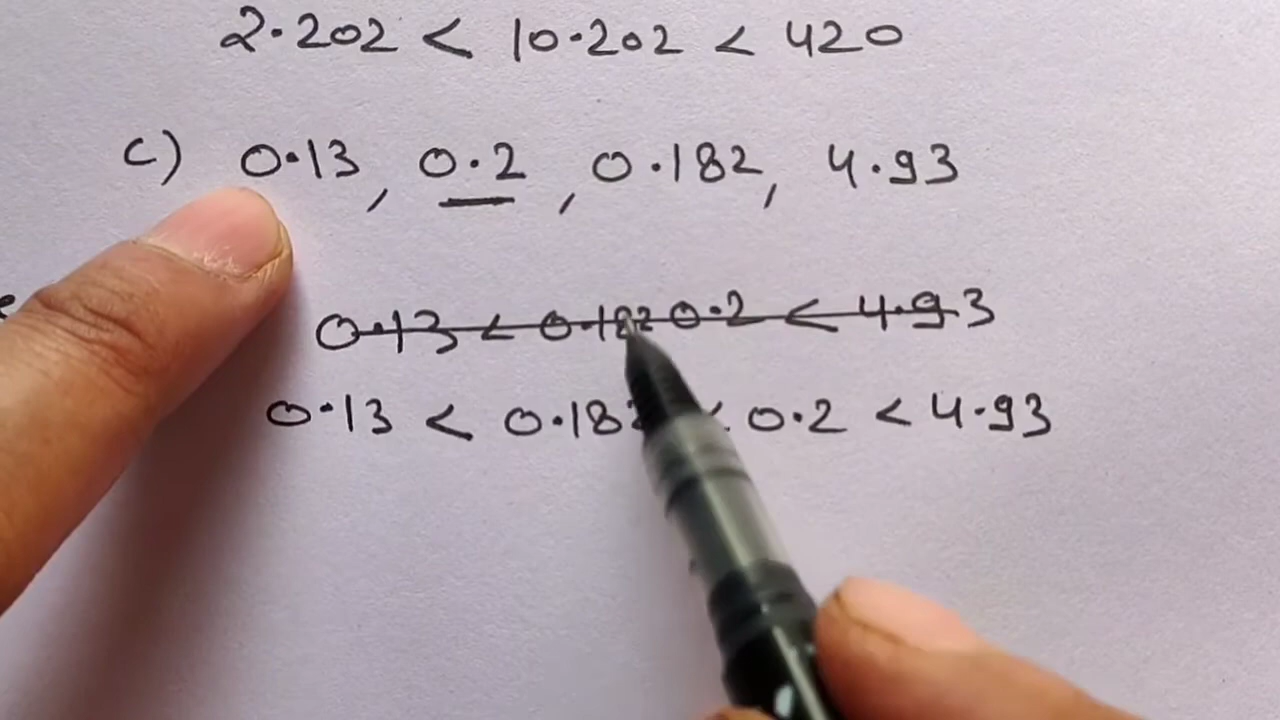 2.202 < 10.202 < 420
c) 0.13, 0.2, 0.182, 4.93
0.13 < 0.182 0.2 < 4.93
0.13 < 0.182 < 0.2 < 4.93